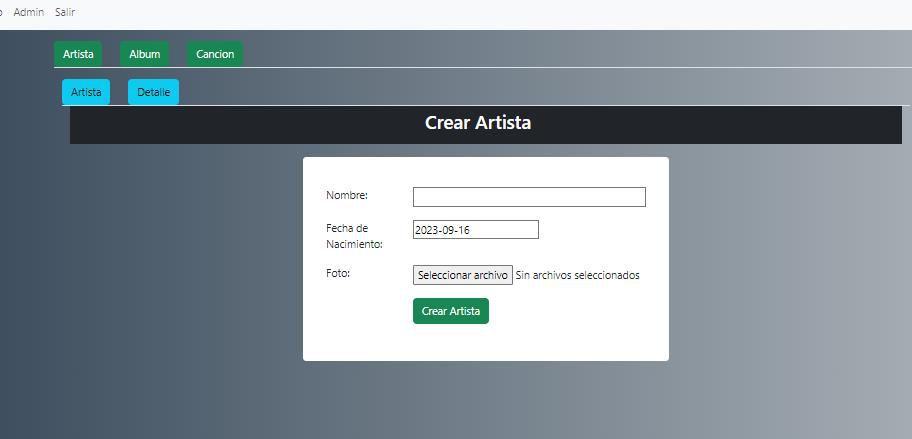 Admin Salir
Artista Album Cancion
Artista Detalle
Crear Artista
Nombre:
Fecha de 2023-09-16
Nacimiento:
Foto: Seleccionar archivo Sin archivos seleccionados
Crear Artista